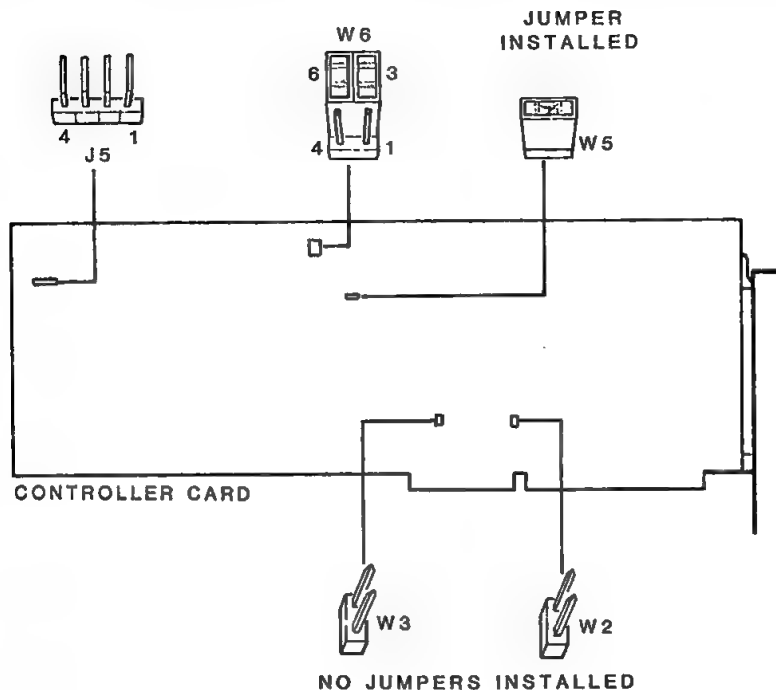 JUMPER
INSTALLED
W6
6 3
4 1
4 1
J5
W5
CONTROLLER CARD
W3
W2
NO JUMPERS INSTALLED